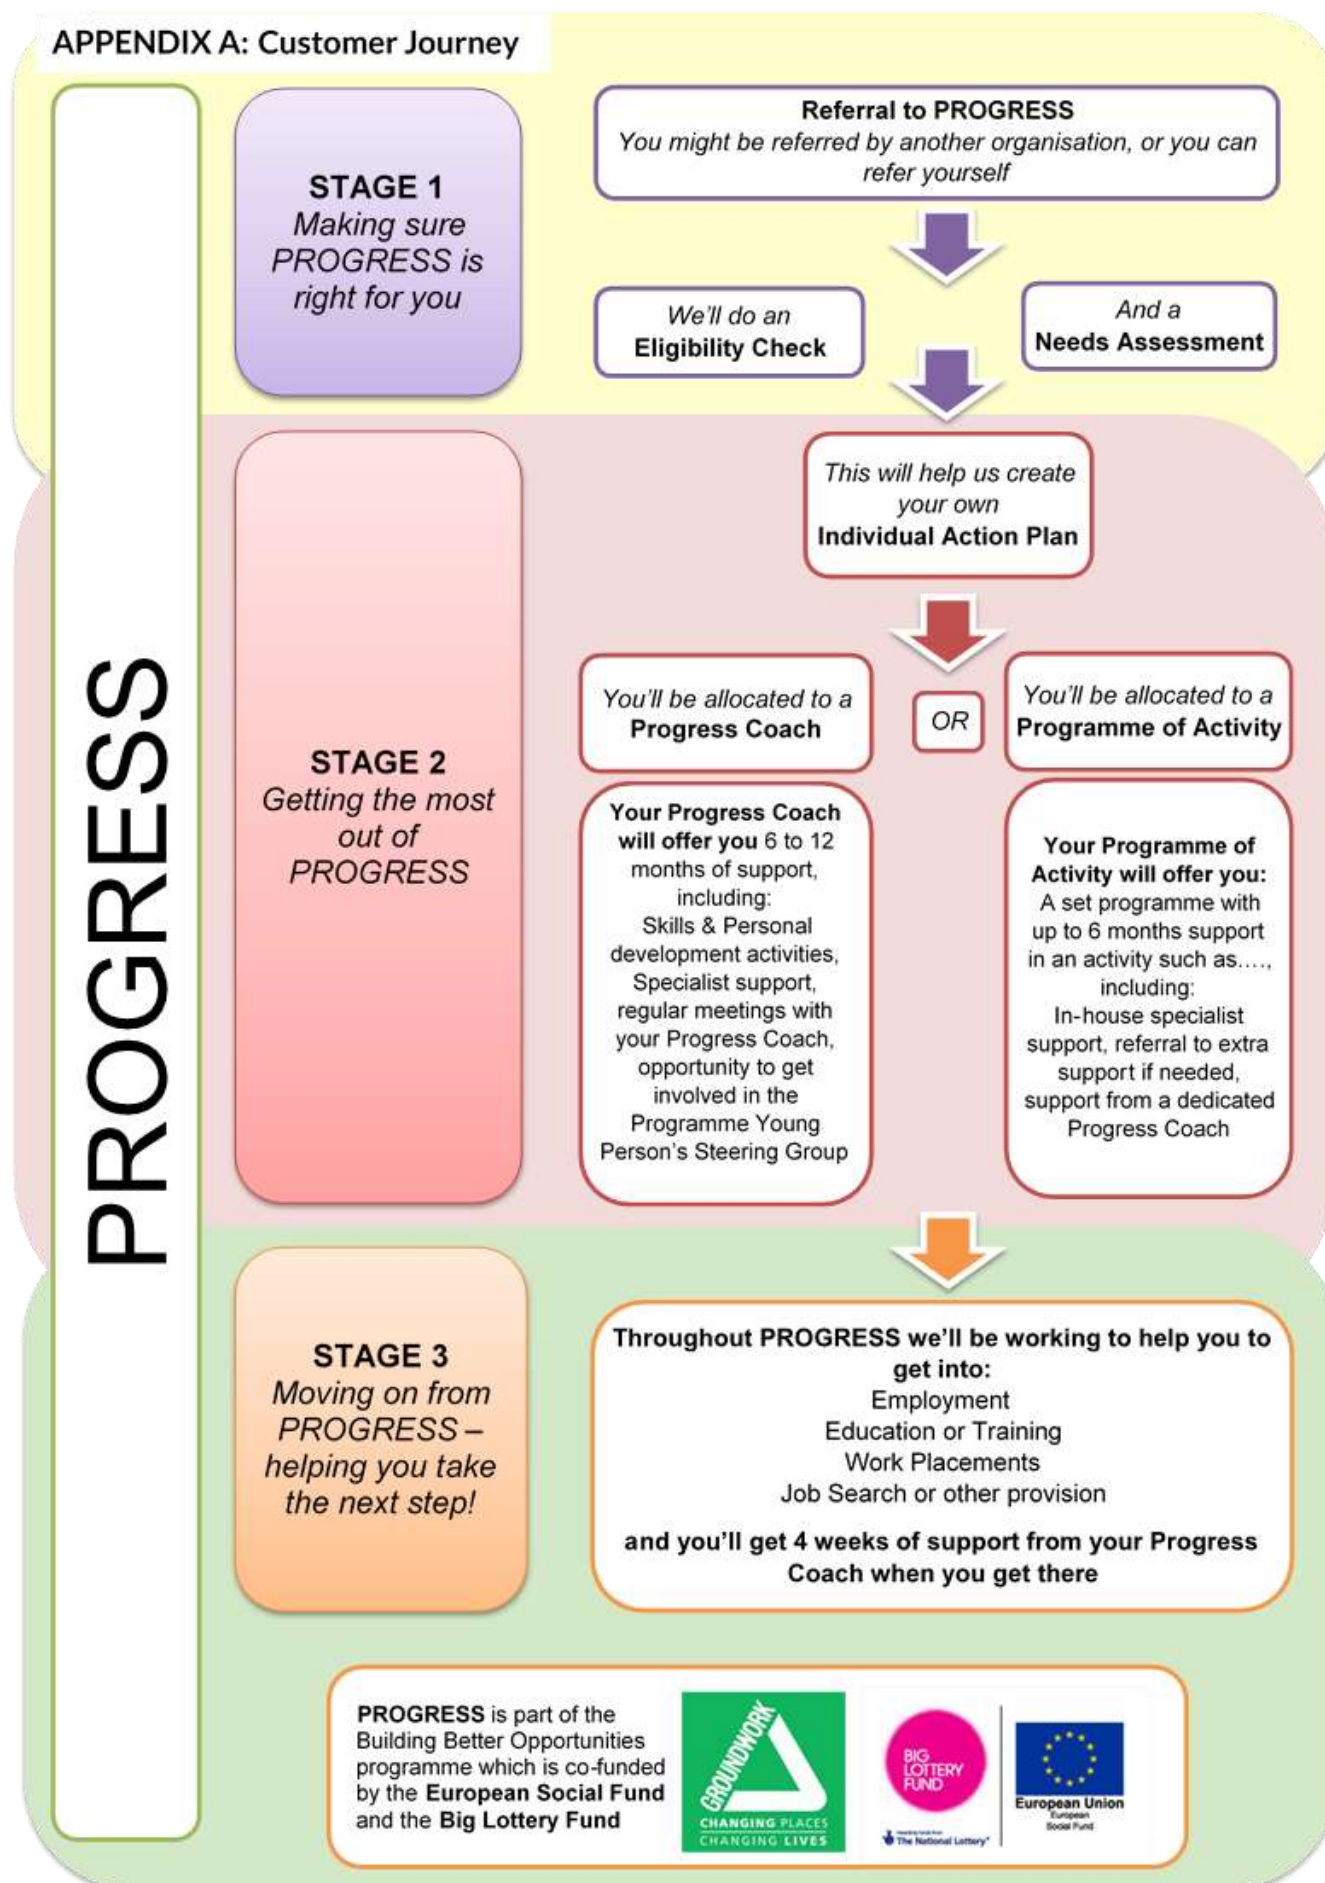 APPENDIX A: Customer Journey
PROGRESS
STAGE 1
Making sure
PROGRESS is
right for you
Referral to PROGRESS
You might be referred by another organisation, or you can
refer yourself
We'll do an
Eligibility Check
And a
Needs Assessment
STAGE 2
Getting the most
out of
PROGRESS
This will help us create
your own
Individual Action Plan
You'll be allocated to a
Progress Coach
OR
You'll be allocated to a
Programme of Activity
Your Progress Coach
will offer you 6 to 12
months of support,
including:
Skills & Personal
development activities,
Specialist support,
regular meetings with
your Progress Coach,
opportunity to get
involved in the
Programme Young
Person's Steering Group
Your Programme of
Activity will offer you:
A set programme with
up to 6 months support
in an activity such as….,
including:
In-house specialist
support, referral to extra
support if needed,
support from a dedicated
Progress Coach
STAGE 3
Moving on from
PROGRESS –
helping you take
the next step!
Throughout PROGRESS we'll be working to help you to
get into:
Employment
Education or Training
Work Placements
Job Search or other provision
and you'll get 4 weeks of support from your Progress
Coach when you get there
PROGRESS is part of the
Building Better Opportunities
programme which is co-funded
by the European Social Fund
and the Big Lottery Fund
GROUNDWORK
CHANGING PLACES
CHANGING LIVES
BIG
LOTTERY
FUND
The National Lottery
European Union
European
Social Fund